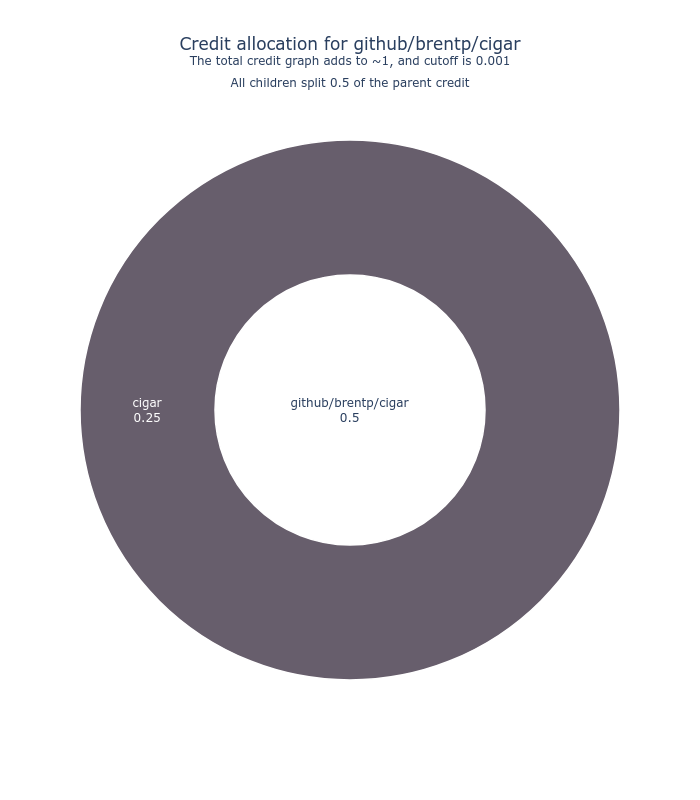 Credit allocation for github/brentp/cigar
The total credit graph adds to ~1, and cutoff is 0.001
All children split 0.5 of the parent credit
cigar
0.25
github/brentp/cigar
0.5